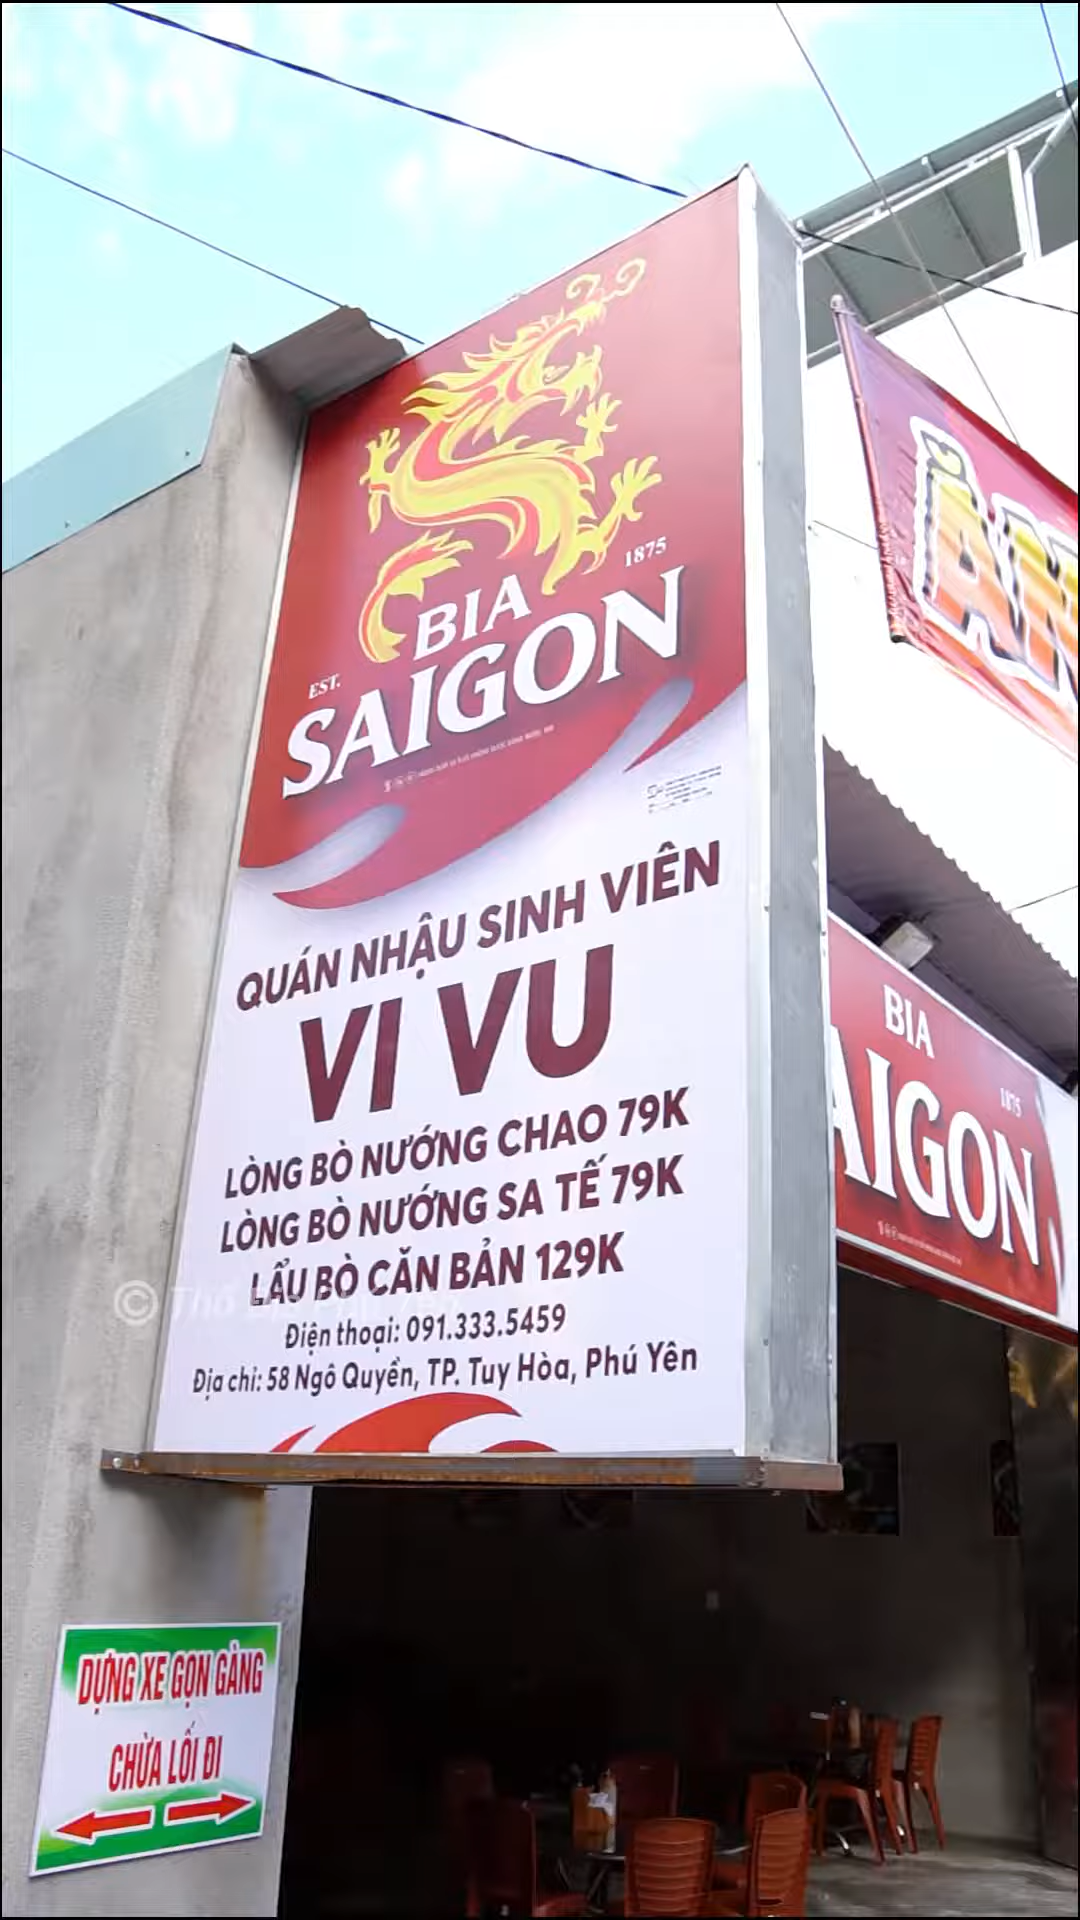 1875
BIA
EST.
SAIGON
QUÁN NHẬU SINH VIÊN
VI VU
LÒNG BÒ NƯỚNG CHAO 79K
LÒNG BÒ NƯỚNG SA TẾ 79K
LẨU BÒ CĂN BẢN 129K
Điện thoại: 091.333.5459
Địa chỉ: 58 Ngô Quyền, TP. Tuy Hòa, Phú Yên
BIA
1875
AIGON
DỰNG XE GỌN GÀNG
CHỪA LỐI ĐI